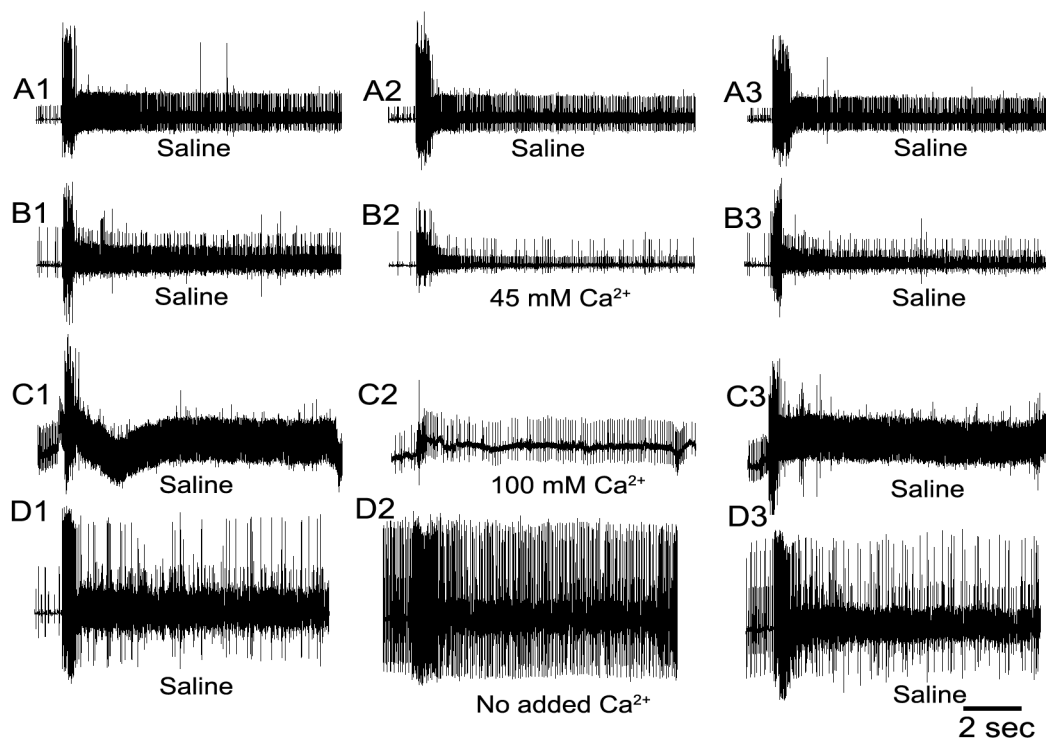 A1
Saline
A2
Saline
A3
Saline
B1
Saline
B2
45 mM Ca²⁺
B3
Saline
C1
Saline
C2
100 mM Ca²⁺
C3
Saline
D1
Saline
D2
No added Ca²⁺
D3
Saline
2 sec